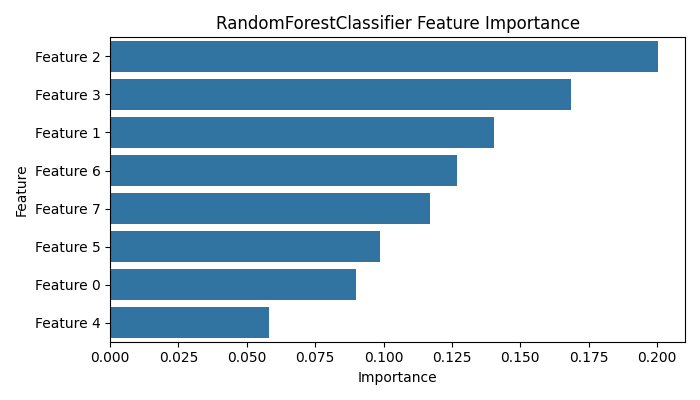 RandomForestClassifier Feature Importance
Feature
Feature 2
Feature 3
Feature 1
Feature 6
Feature 7
Feature 5
Feature 0
Feature 4
0.000 0.025 0.050 0.075 0.100 0.125 0.150 0.175 0.200
Importance